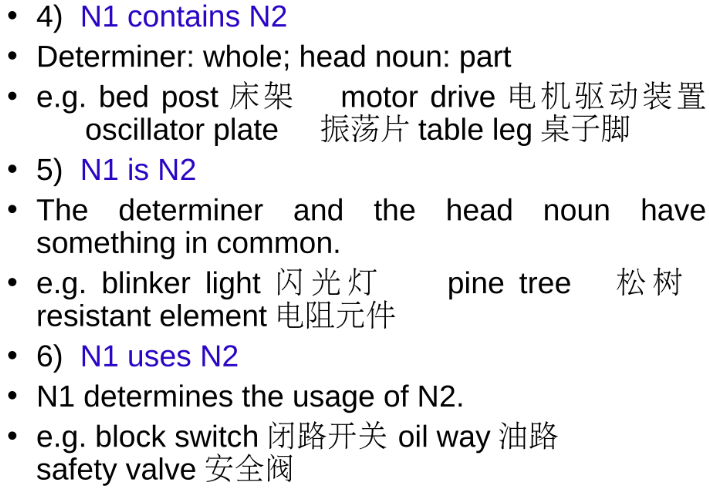 • 4) N1 contains N2
• Determiner: whole; head noun: part
• e.g. bed post 床架 motor drive 电机驱动装置
oscillator plate 振荡片 table leg 桌子脚
• 5) N1 is N2
• The determiner and the head noun have
something in common.
• e.g. blinker light 闪光灯 pine tree 松树
resistant element 电阻元件
• 6) N1 uses N2
• N1 determines the usage of N2.
• e.g. block switch 闭路开关 oil way 油路
safety valve 安全阀